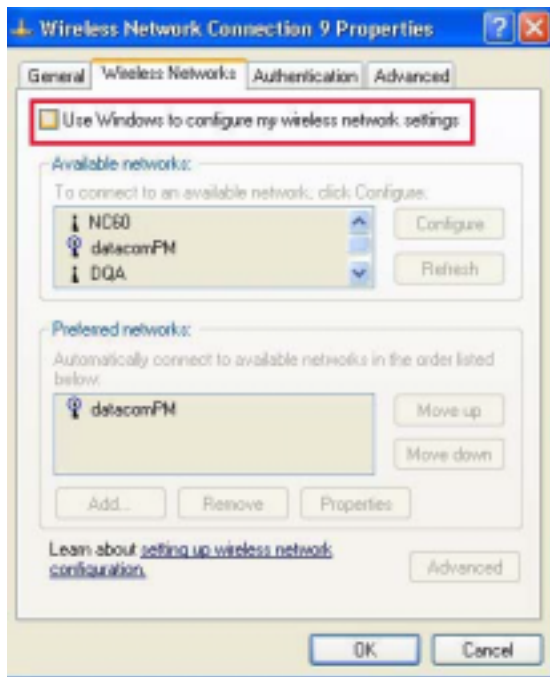 Wireless Network Connection 9 Properties
General Wireless Networks Authentication Advanced
Use Windows to configure my wireless network settings
Available networks:
To connect to an available network, click Configure.
NC60
datacomPM
DQA
Configure
Refresh
Preferred networks:
Automatically connect to available networks in the order listed
below:
datacomPM
Move up
Move down
Add... Remove Properties
Learn about setting up wireless network
configuration.
Advanced
OK Cancel